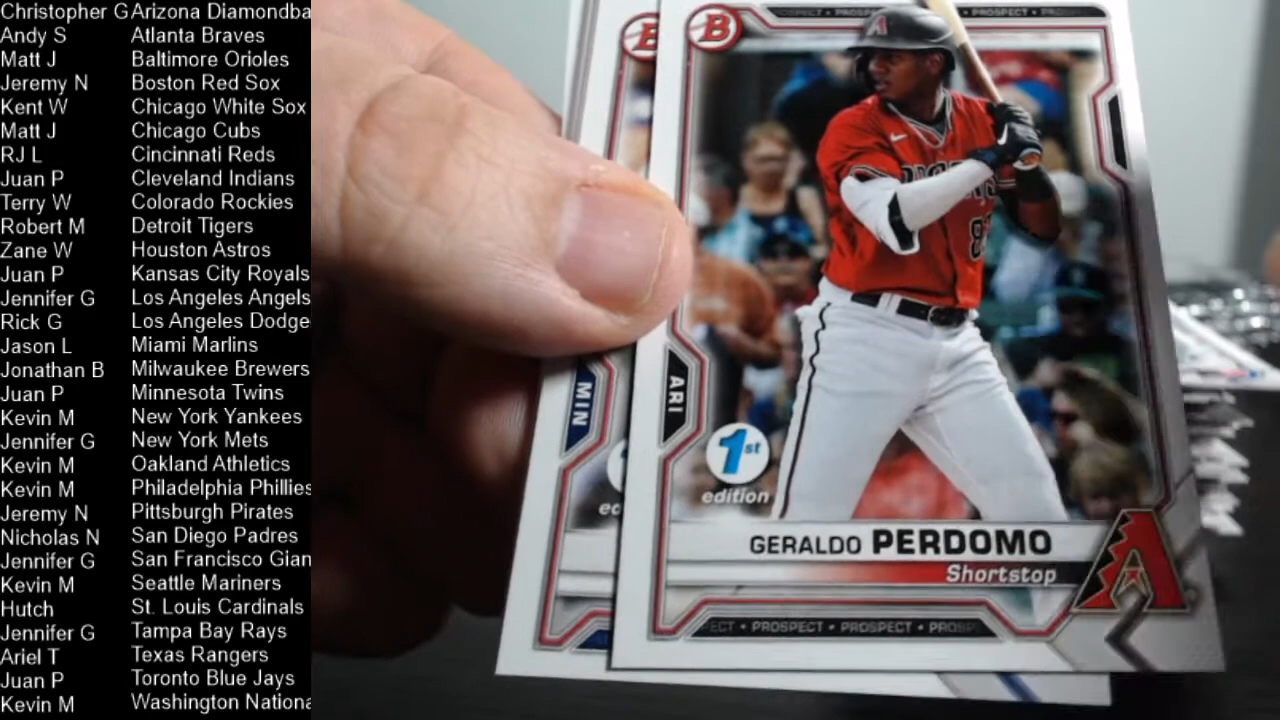 Christopher G Arizona Diamondba
Andy S Atlanta Braves
Matt J Baltimore Orioles
Jeremy N Boston Red Sox
Kent W Chicago White Sox
Matt J Chicago Cubs
RJ L Cincinnati Reds
Juan P Cleveland Indians
Terry W Colorado Rockies
Robert M Detroit Tigers
Zane W Houston Astros
Juan P Kansas City Royals
Jennifer G Los Angeles Angels
Rick G Los Angeles Dodge
Jason L Miami Marlins
Jonathan B Milwaukee Brewers
Juan P Minnesota Twins
Kevin M New York Yankees
Jennifer G New York Mets
Kevin M Oakland Athletics
Kevin M Philadelphia Phillies
Jeremy N Pittsburgh Pirates
Nicholas N San Diego Padres
Jennifer G San Francisco Gian
Kevin M Seattle Mariners
Hutch St. Louis Cardinals
Jennifer G Tampa Bay Rays
Ariel T Texas Rangers
Juan P Toronto Blue Jays
Kevin M Washington Nationa
B
B
PROSPECT • PROSPECT
MIN
ARI
1st
edition
GERALDO PERDOMO
Shortstop
ECT • PROSPECT • PROSPECT • PROSP